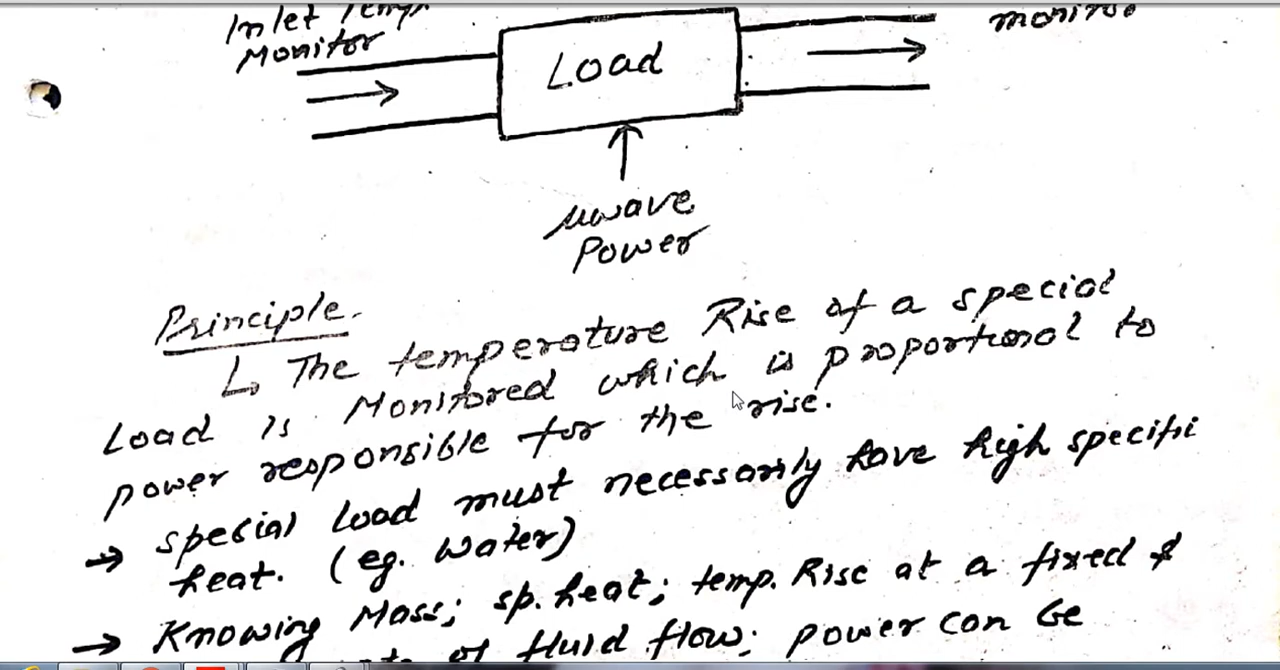 Inlet Temp.
Monitor
Load
monitor
μwave
Power
Principle.
↳ The temperature Rise of a special
Load is Monitored which is proportional to
power responsible for the rise.
→ special load must necessarily have high specifi
heat. (eg. Water)
→ Knowing Mass; sp. heat; temp. Rise at a fixed &
of fluid flow; power can be